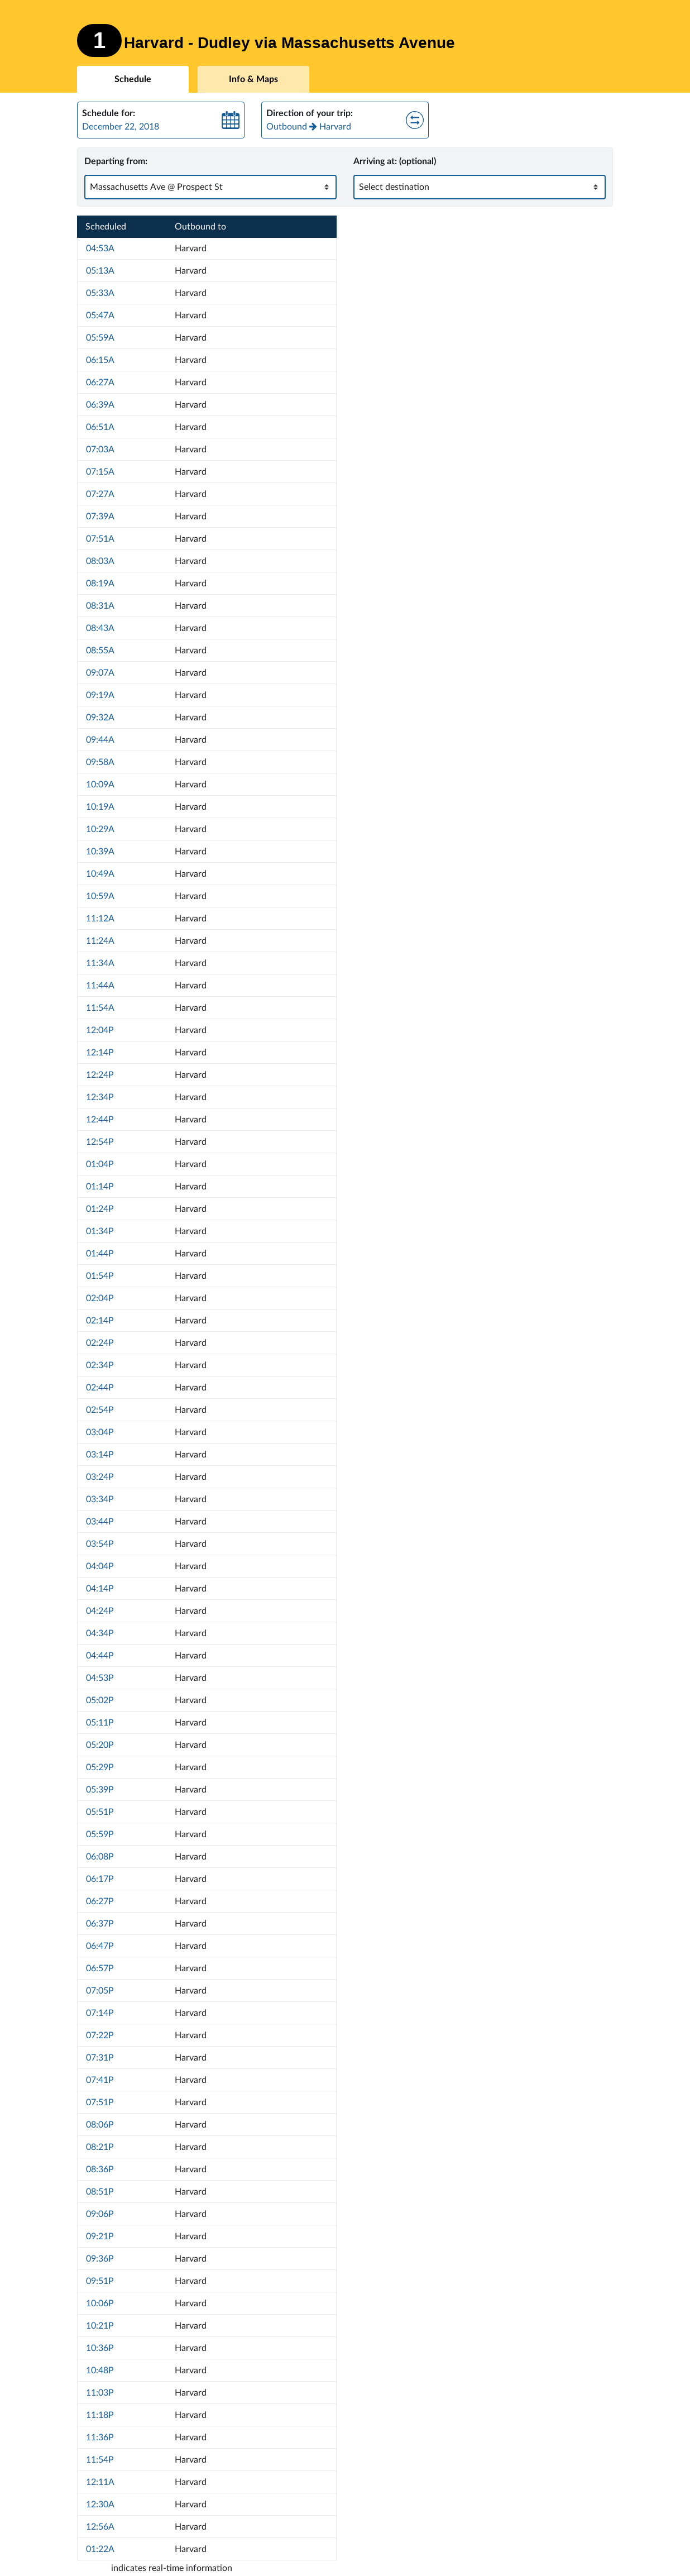 1 Harvard - Dudley via Massachusetts Avenue
Schedule Info & Maps
Schedule for: Direction of your trip:
December 22, 2018 Outbound → Harvard
Departing from: Arriving at: (optional)
Massachusetts Ave @ Prospect St Select destination
Scheduled Outbound to
04:53A Harvard
05:13A Harvard
05:33A Harvard
05:47A Harvard
05:59A Harvard
06:15A Harvard
06:27A Harvard
06:39A Harvard
06:51A Harvard
07:03A Harvard
07:15A Harvard
07:27A Harvard
07:39A Harvard
07:51A Harvard
08:03A Harvard
08:19A Harvard
08:31A Harvard
08:43A Harvard
08:55A Harvard
09:07A Harvard
09:19A Harvard
09:32A Harvard
09:44A Harvard
09:58A Harvard
10:09A Harvard
10:19A Harvard
10:29A Harvard
10:39A Harvard
10:49A Harvard
10:59A Harvard
11:12A Harvard
11:24A Harvard
11:34A Harvard
11:44A Harvard
11:54A Harvard
12:04P Harvard
12:14P Harvard
12:24P Harvard
12:34P Harvard
12:44P Harvard
12:54P Harvard
01:04P Harvard
01:14P Harvard
01:24P Harvard
01:34P Harvard
01:44P Harvard
01:54P Harvard
02:04P Harvard
02:14P Harvard
02:24P Harvard
02:34P Harvard
02:44P Harvard
02:54P Harvard
03:04P Harvard
03:14P Harvard
03:24P Harvard
03:34P Harvard
03:44P Harvard
03:54P Harvard
04:04P Harvard
04:14P Harvard
04:24P Harvard
04:34P Harvard
04:44P Harvard
04:53P Harvard
05:02P Harvard
05:11P Harvard
05:20P Harvard
05:29P Harvard
05:39P Harvard
05:51P Harvard
05:59P Harvard
06:08P Harvard
06:17P Harvard
06:27P Harvard
06:37P Harvard
06:47P Harvard
06:57P Harvard
07:05P Harvard
07:14P Harvard
07:22P Harvard
07:31P Harvard
07:41P Harvard
07:51P Harvard
08:06P Harvard
08:21P Harvard
08:36P Harvard
08:51P Harvard
09:06P Harvard
09:21P Harvard
09:36P Harvard
09:51P Harvard
10:06P Harvard
10:21P Harvard
10:36P Harvard
10:48P Harvard
11:03P Harvard
11:18P Harvard
11:36P Harvard
11:54P Harvard
12:11A Harvard
12:30A Harvard
12:56A Harvard
01:22A Harvard
indicates real-time information